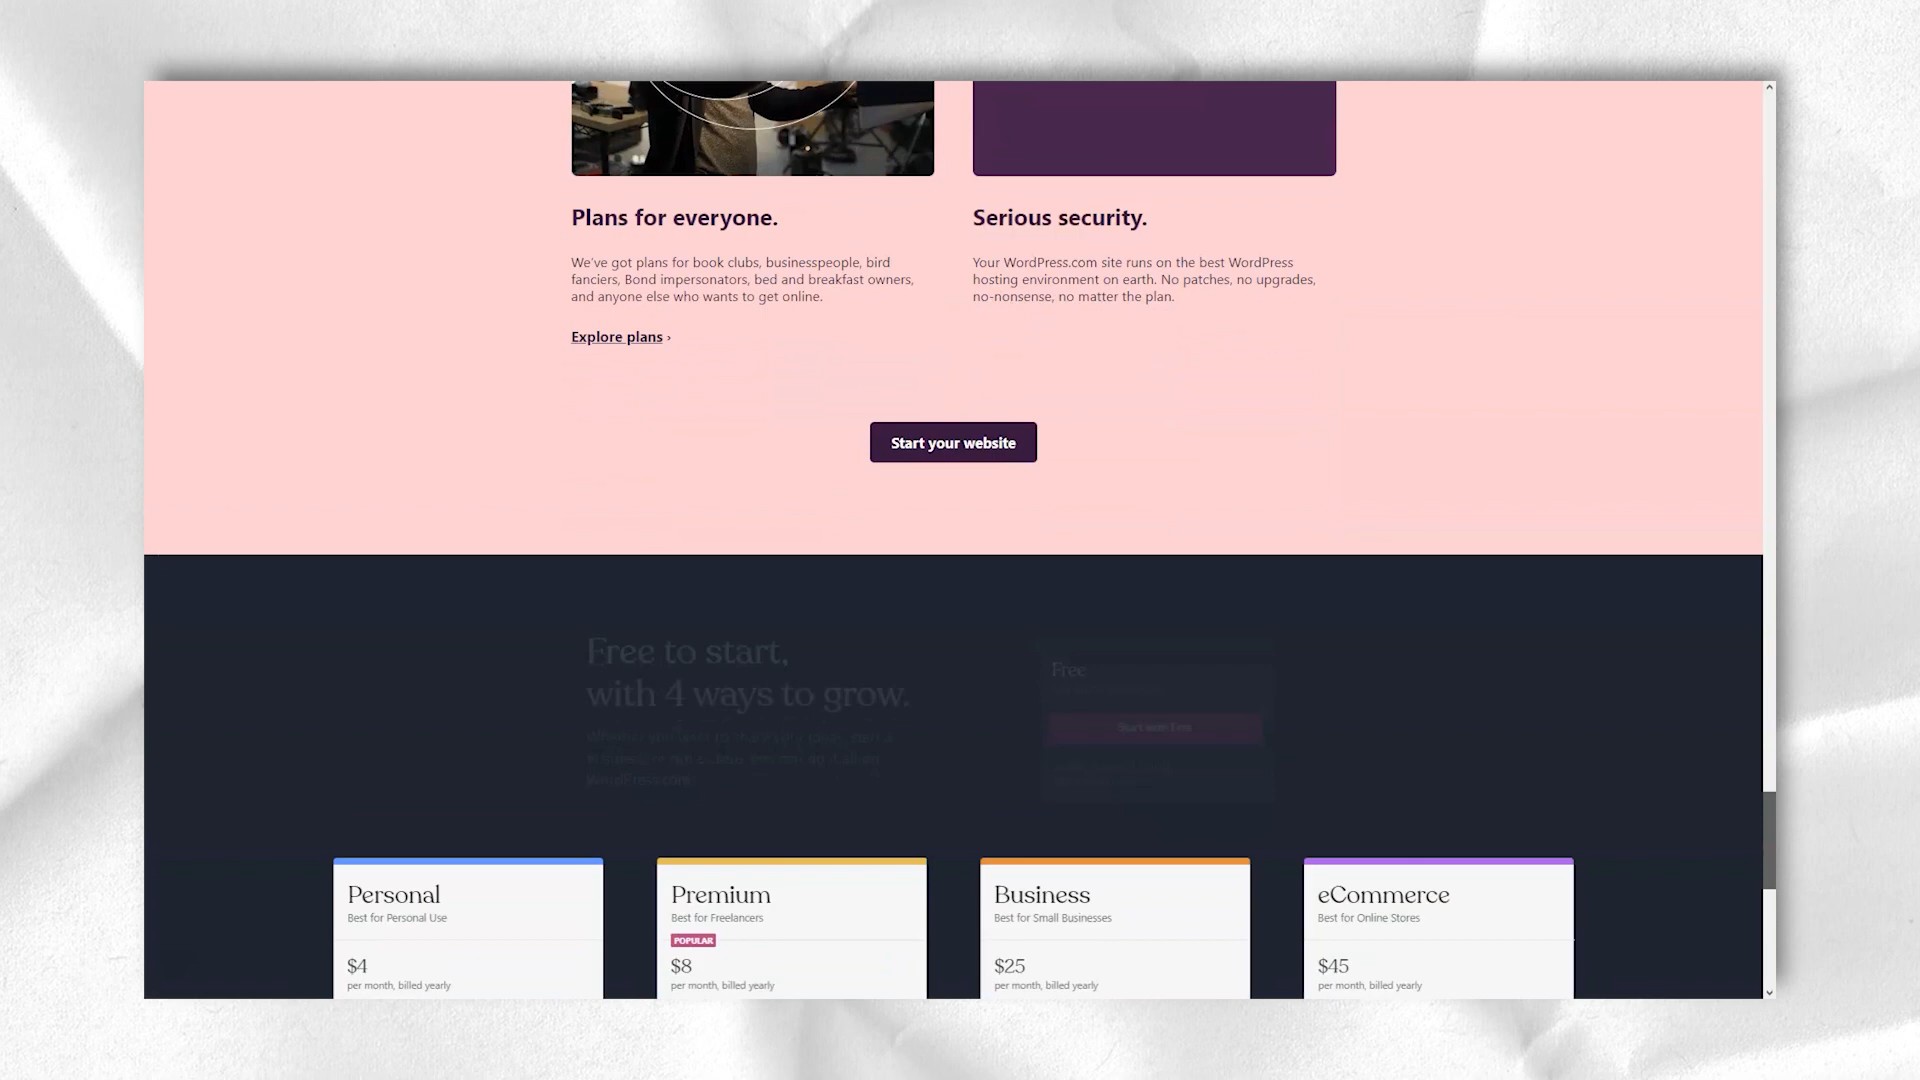 Plans for everyone.
We've got plans for book clubs, businesspeople, bird
fanciers, Bond impersonators, bed and breakfast owners,
and anyone else who wants to get online.
Explore plans ›
Serious security.
Your WordPress.com site runs on the best WordPress
hosting environment on earth. No patches, no upgrades,
no-nonsense, no matter the plan.
Start your website
Free to start,
with 4 ways to grow.
WordPress.com.
Free
Start with Free
Personal
Best for Personal Use
$4
per month, billed yearly
Premium
Best for Freelancers
POPULAR
$8
per month, billed yearly
Business
Best for Small Businesses
$25
per month, billed yearly
eCommerce
Best for Online Stores
$45
per month, billed yearly